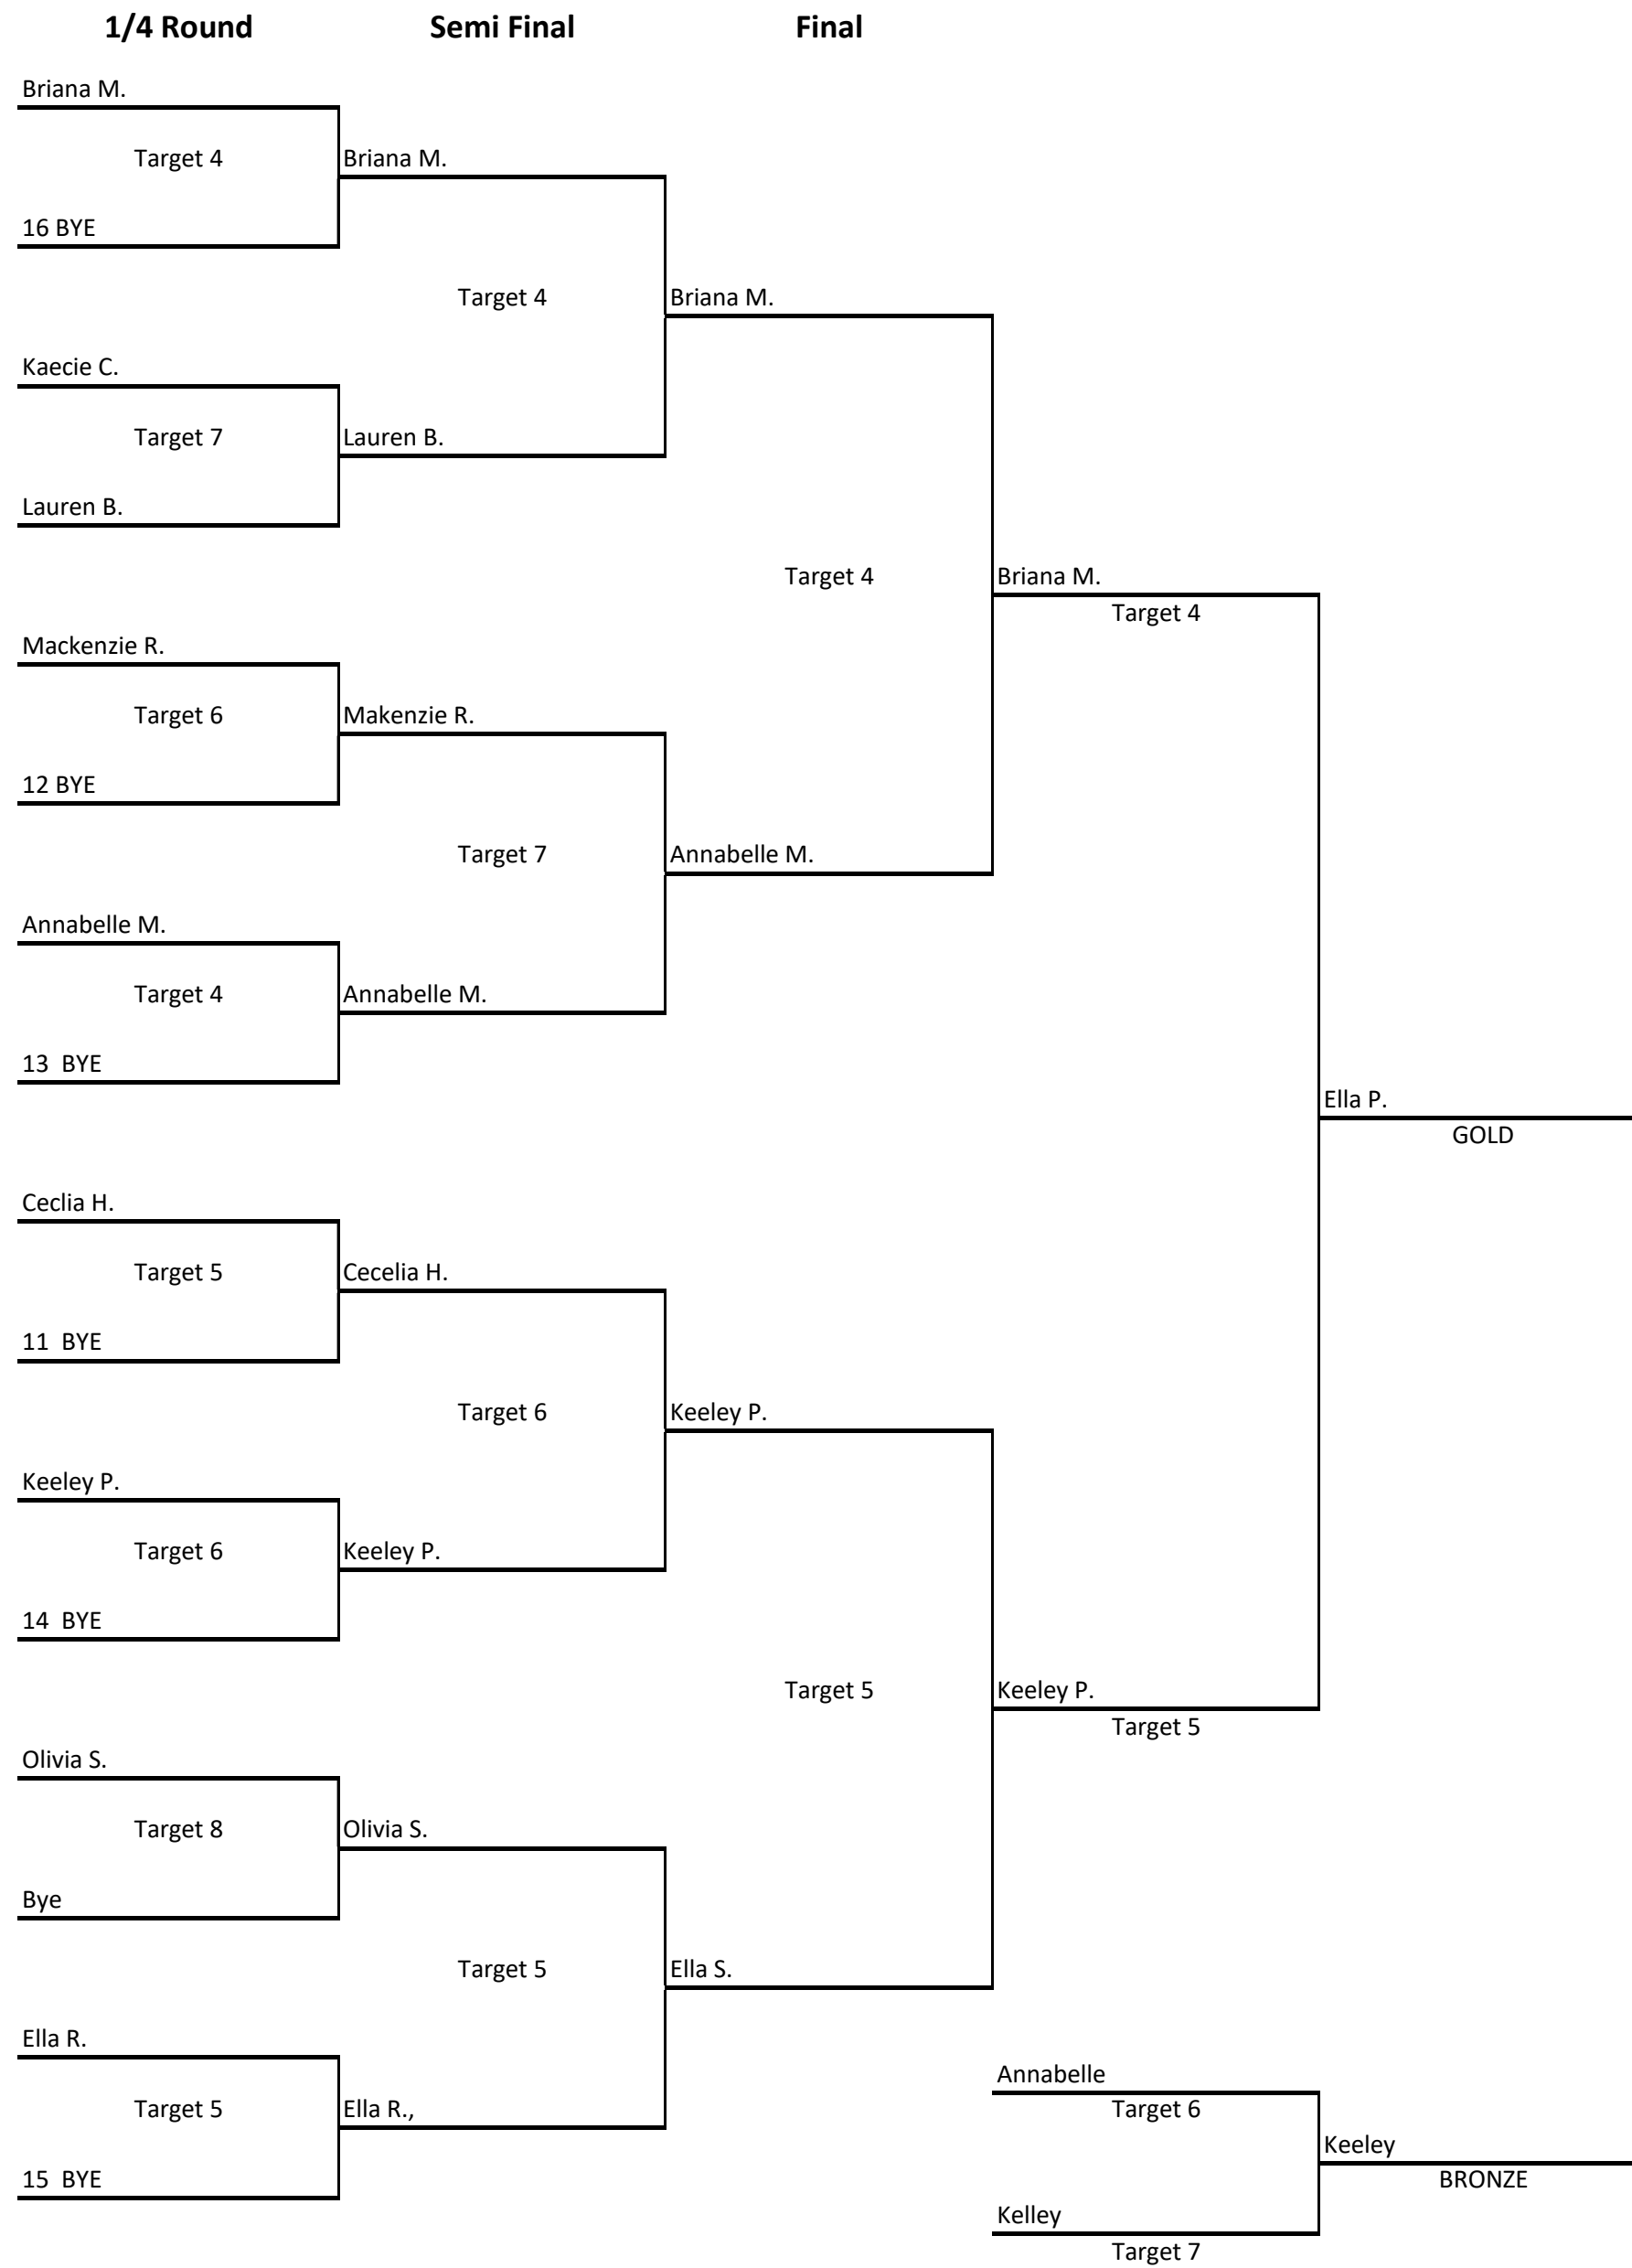 1/4 Round Semi Final Final
Briana M.
Target 4 Briana M.
16 BYE
Target 4 Briana M.
Kaecie C.
Target 7 Lauren B.
Lauren B.
Target 4 Briana M.
Target 4
Mackenzie R.
Target 6 Makenzie R.
12 BYE
Target 7 Annabelle M.
Annabelle M.
Target 4 Annabelle M.
13  BYE
Ella P.
GOLD
Ceclia H.
Target 5 Cecelia H.
11  BYE
Target 6 Keeley P.
Keeley P.
Target 6 Keeley P.
14  BYE
Target 5 Keeley P.
Target 5
Olivia S.
Target 8 Olivia S.
Bye
Target 5 Ella S.
Ella R.
Annabelle
Target 5 Ella R., Target 6
Keeley
15  BYE BRONZE
Kelley
Target 7